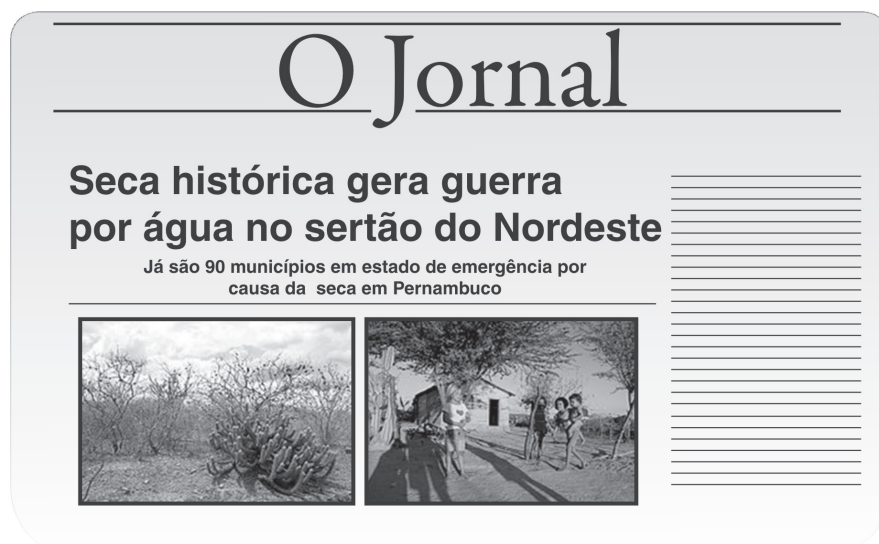 O Jornal
Seca histórica gera guerra
por água no sertão do Nordeste
Já são 90 municípios em estado de emergência por
causa da seca em Pernambuco